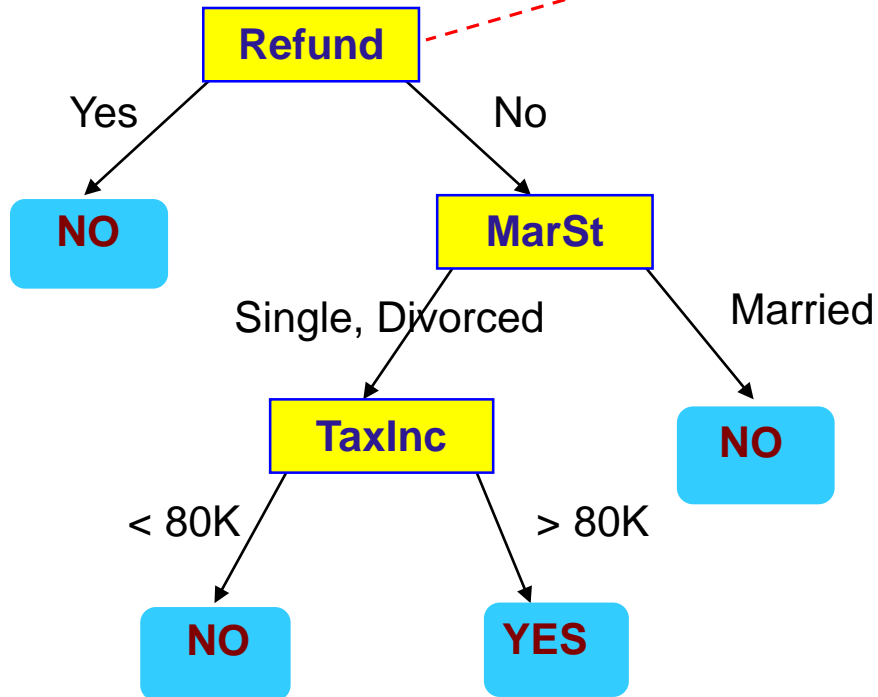 Refund
Yes
No
NO
MarSt
Single, Divorced
Married
TaxInc
NO
< 80K
> 80K
NO
YES